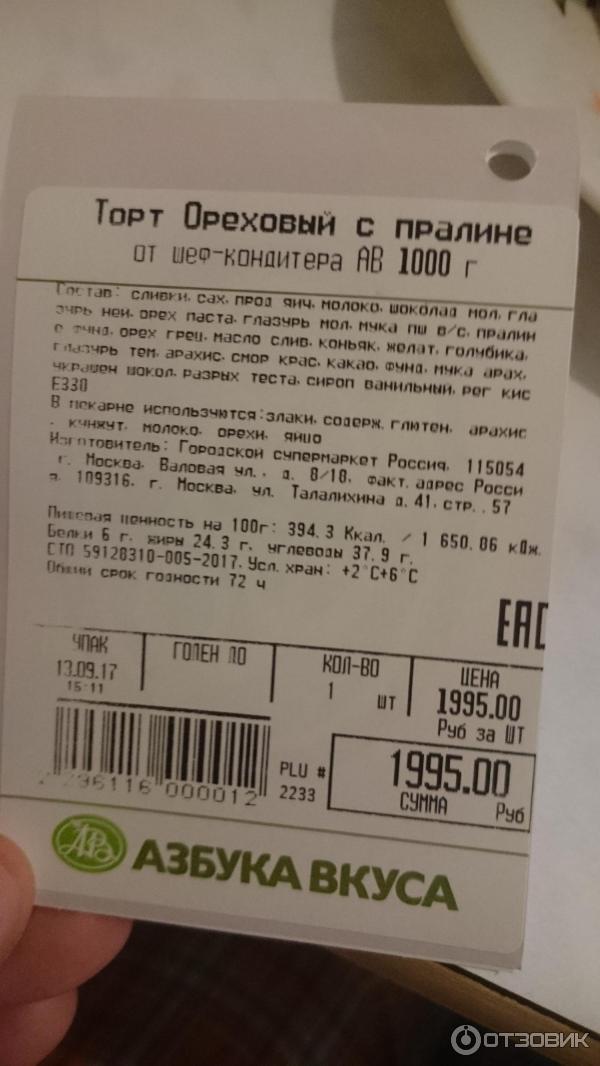 Торт Ореховый с пралине
от шеф-кондитера АВ 1000 г
Состав: сливки, сах, прод яич, молоко, шоколад мол, гла
зурь ней, орех паста, глазурь мол, мука пш в/с, пралин
е фунд, орех грец, масло слив, коньяк, желат, голубика,
глазурь тем, арахис, смор крас, какао, фунд, мука арах,
украшен шокол, разрых теста, сироп ванильный, рег кис
Е330
В пекарне используются:злаки, содерж. глютен, арахис
, кунжут, молоко, орехи, яйцо
Изготовитель: Городской супермаркет Россия, 115054
г. Москва, Валовая ул., д. 8/18, факт. адрес Росси
я, 109316, г. Москва, ул. Талалихина д. 41, стр. . 57
Пищевая ценность на 100г: 394.3 Ккал. / 1 650.06 кДж.
Белки 6 г, жиры 24.3 г, углеводы 37.9 г.
СТО 59120310-005-2017. Усл. хран: +2°C+6°C
Общий срок годности 72 ч
ЕАС
УПАК
ГОДЕН ДО
КОЛ-ВО
ЦЕНА
13.09.17
15:11
1 шт
1995.00
Руб за ШТ
PLU #
2233
1995.00
СУММА Руб
296116 000012
АВ
АЗБУКА ВКУСА
ОТЗОВИК